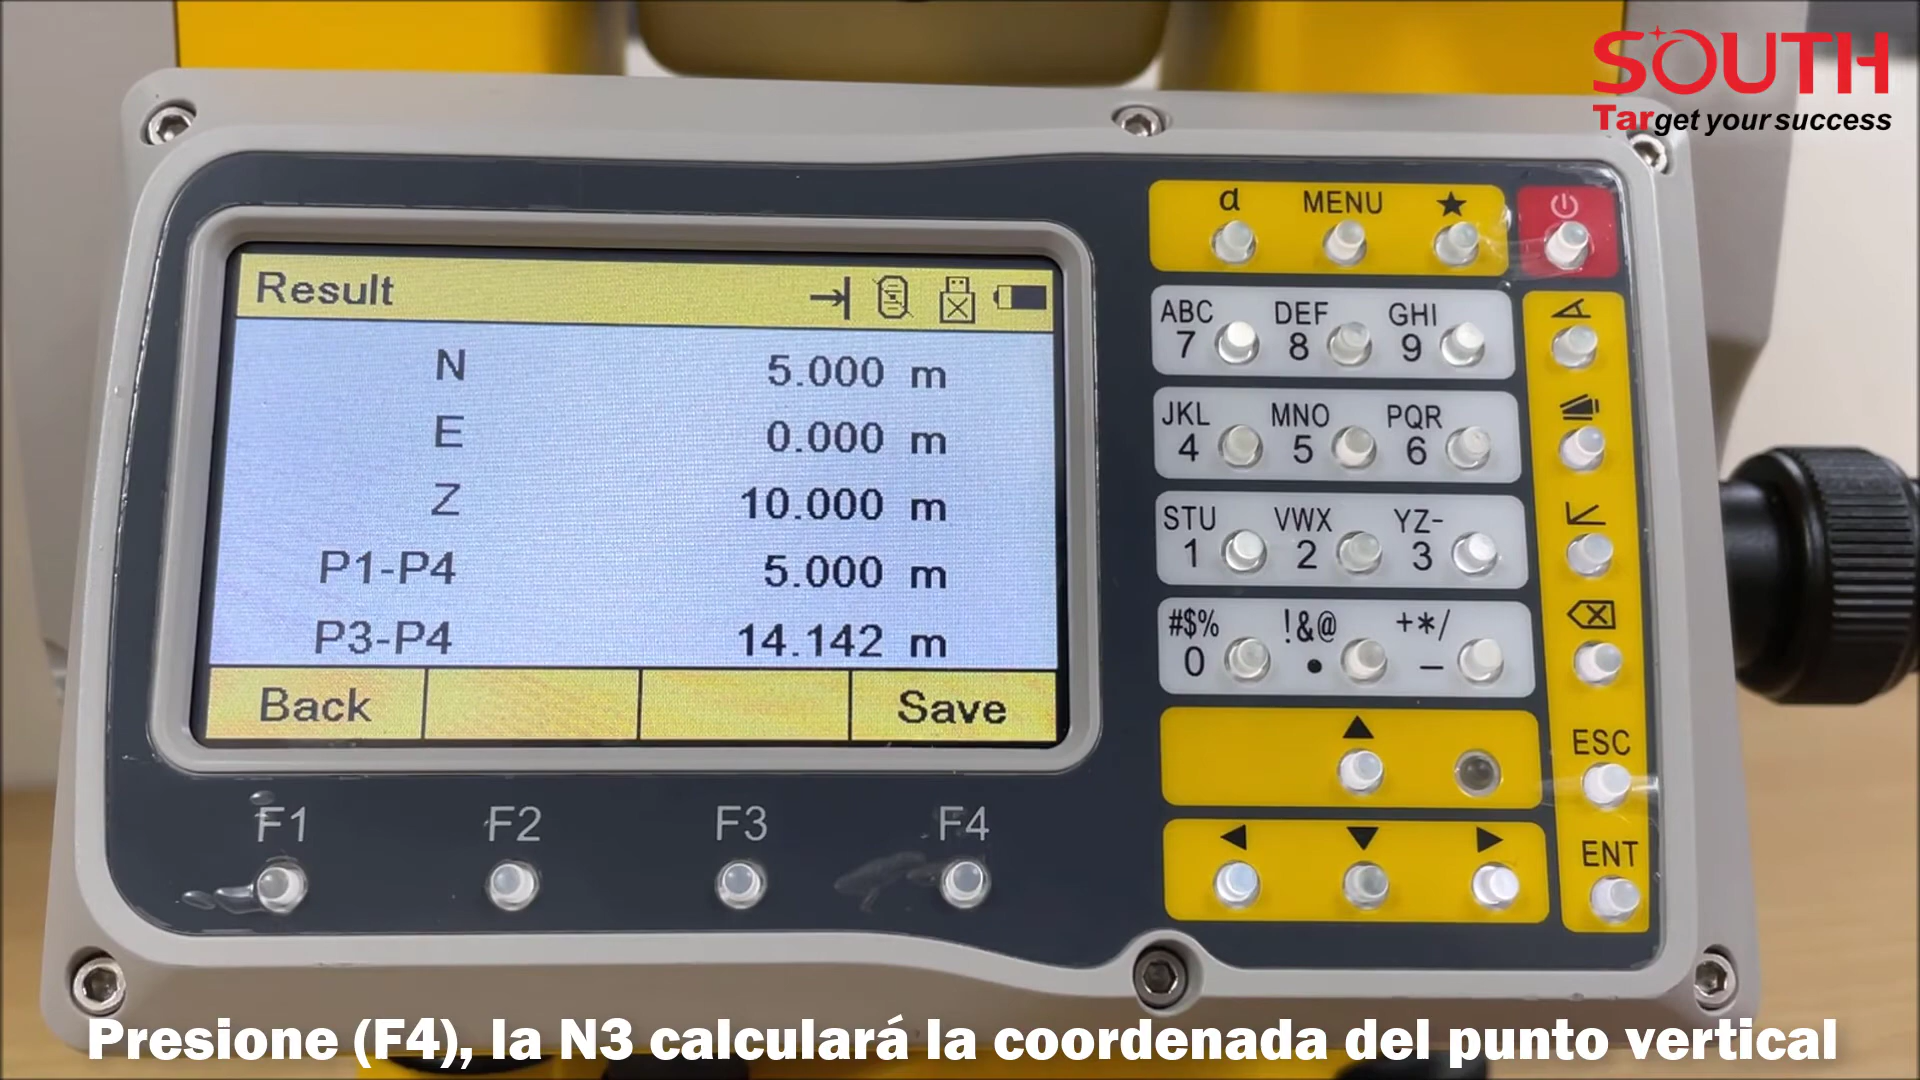 SOUTH
Target your success
α MENU ★
Result
N 5.000 m
E 0.000 m
Z 10.000 m
P1-P4 5.000 m
P3-P4 14.142 m
Back Save
F1 F2 F3 F4
ABC DEF GHI
7 8 9
JKL MNO PQR
4 5 6
STU VWX YZ-
1 2 3
#$% !&@ +*/
0 • –
ESC
ENT
Presione (F4), la N3 calculará la coordenada del punto vertical